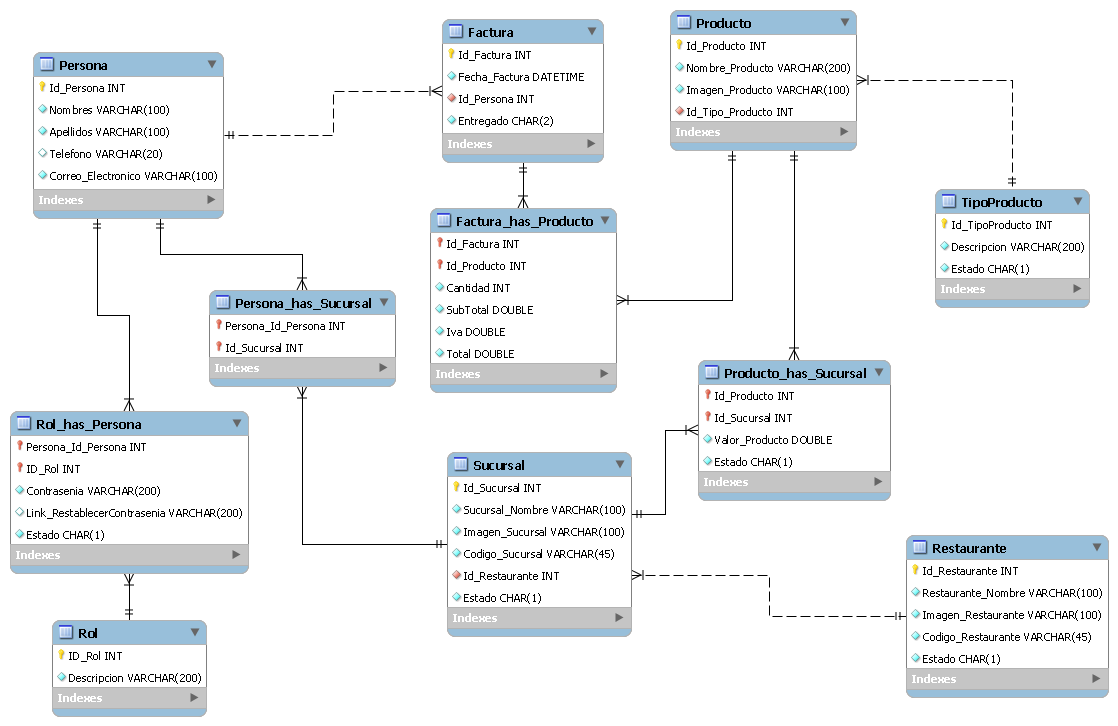 Persona
Id_Persona INT
Nombres VARCHAR(100)
Apellidos VARCHAR(100)
Telefono VARCHAR(20)
Correo_Electronico VARCHAR(100)
Indexes
Factura
Id_Factura INT
Fecha_Factura DATETIME
Id_Persona INT
Entregado CHAR(2)
Indexes
Producto
Id_Producto INT
Nombre_Producto VARCHAR(200)
Imagen_Producto VARCHAR(100)
Id_Tipo_Producto INT
Indexes
TipoProducto
Id_TipoProducto INT
Descripcion VARCHAR(200)
Estado CHAR(1)
Indexes
Factura_has_Producto
Id_Factura INT
Id_Producto INT
Cantidad INT
SubTotal DOUBLE
Iva DOUBLE
Total DOUBLE
Indexes
Persona_has_Sucursal
Persona_Id_Persona INT
Id_Sucursal INT
Indexes
Producto_has_Sucursal
Id_Producto INT
Id_Sucursal INT
Valor_Producto DOUBLE
Estado CHAR(1)
Indexes
Rol_has_Persona
Persona_Id_Persona INT
ID_Rol INT
Contrasenia VARCHAR(200)
Link_RestablecerContrasenia VARCHAR(200)
Estado CHAR(1)
Indexes
Sucursal
Id_Sucursal INT
Sucursal_Nombre VARCHAR(100)
Imagen_Sucursal VARCHAR(100)
Codigo_Sucursal VARCHAR(45)
Id_Restaurante INT
Estado CHAR(1)
Indexes
Restaurante
Id_Restaurante INT
Restaurante_Nombre VARCHAR(100)
Imagen_Restaurante VARCHAR(100)
Codigo_Restaurante VARCHAR(45)
Estado CHAR(1)
Indexes
Rol
ID_Rol INT
Descripcion VARCHAR(200)
Indexes